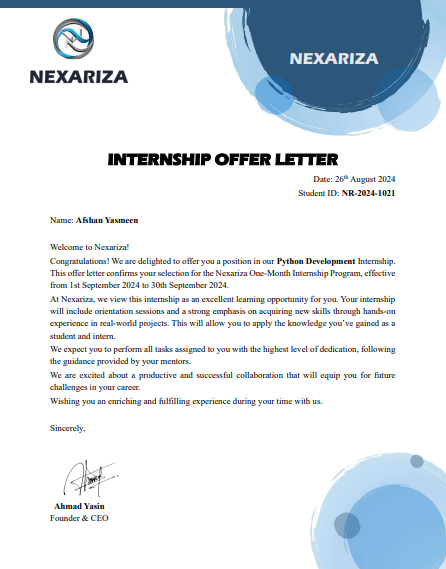 NEXARIZA
NEXARIZA
INTERNSHIP OFFER LETTER
Date: 26th August 2024
Student ID: NR-2024-1021
Name: Afshan Yasmeen
Welcome to Nexariza!
Congratulations! We are delighted to offer you a position in our Python Development Internship.
This offer letter confirms your selection for the Nexariza One-Month Internship Program, effective
from 1st September 2024 to 30th September 2024.
At Nexariza, we view this internship as an excellent learning opportunity for you. Your internship
will include orientation sessions and a strong emphasis on acquiring new skills through hands-on
experience in real-world projects. This will allow you to apply the knowledge you've gained as a
student and intern.
We expect you to perform all tasks assigned to you with the highest level of dedication, following
the guidance provided by your mentors.
We are excited about a productive and successful collaboration that will equip you for future
challenges in your career.
Wishing you an enriching and fulfilling experience during your time with us.
Sincerely,
Ahmad Yasin
Founder & CEO